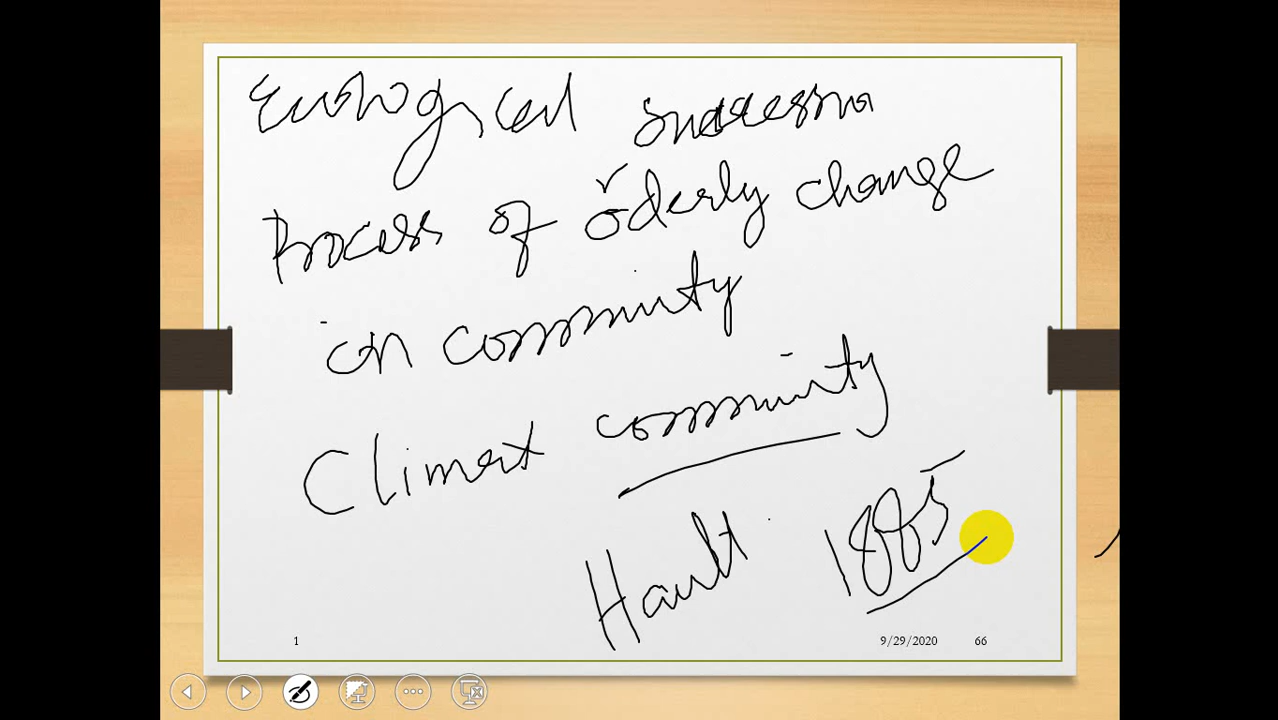 Ecological succession
Process of orderly change
in community
Climax community
Hault 1885
1 9/29/2020 66